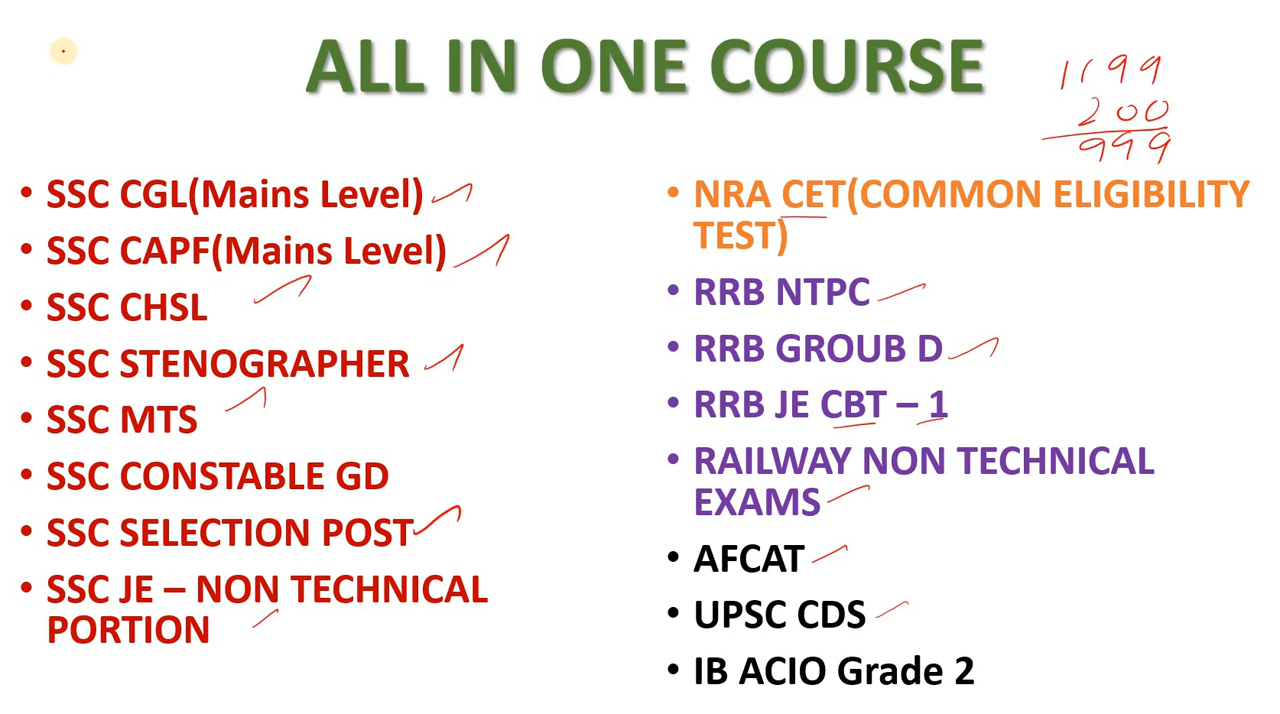 ALL IN ONE COURSE
1199
200
999
• SSC CGL(Mains Level)
• SSC CAPF(Mains Level)
• SSC CHSL
• SSC STENOGRAPHER
• SSC MTS
• SSC CONSTABLE GD
• SSC SELECTION POST
• SSC JE – NON TECHNICAL
PORTION
• NRA CET(COMMON ELIGIBILITY
TEST)
• RRB NTPC
• RRB GROUB D
• RRB JE CBT – 1
• RAILWAY NON TECHNICAL
EXAMS
• AFCAT
• UPSC CDS
• IB ACIO Grade 2